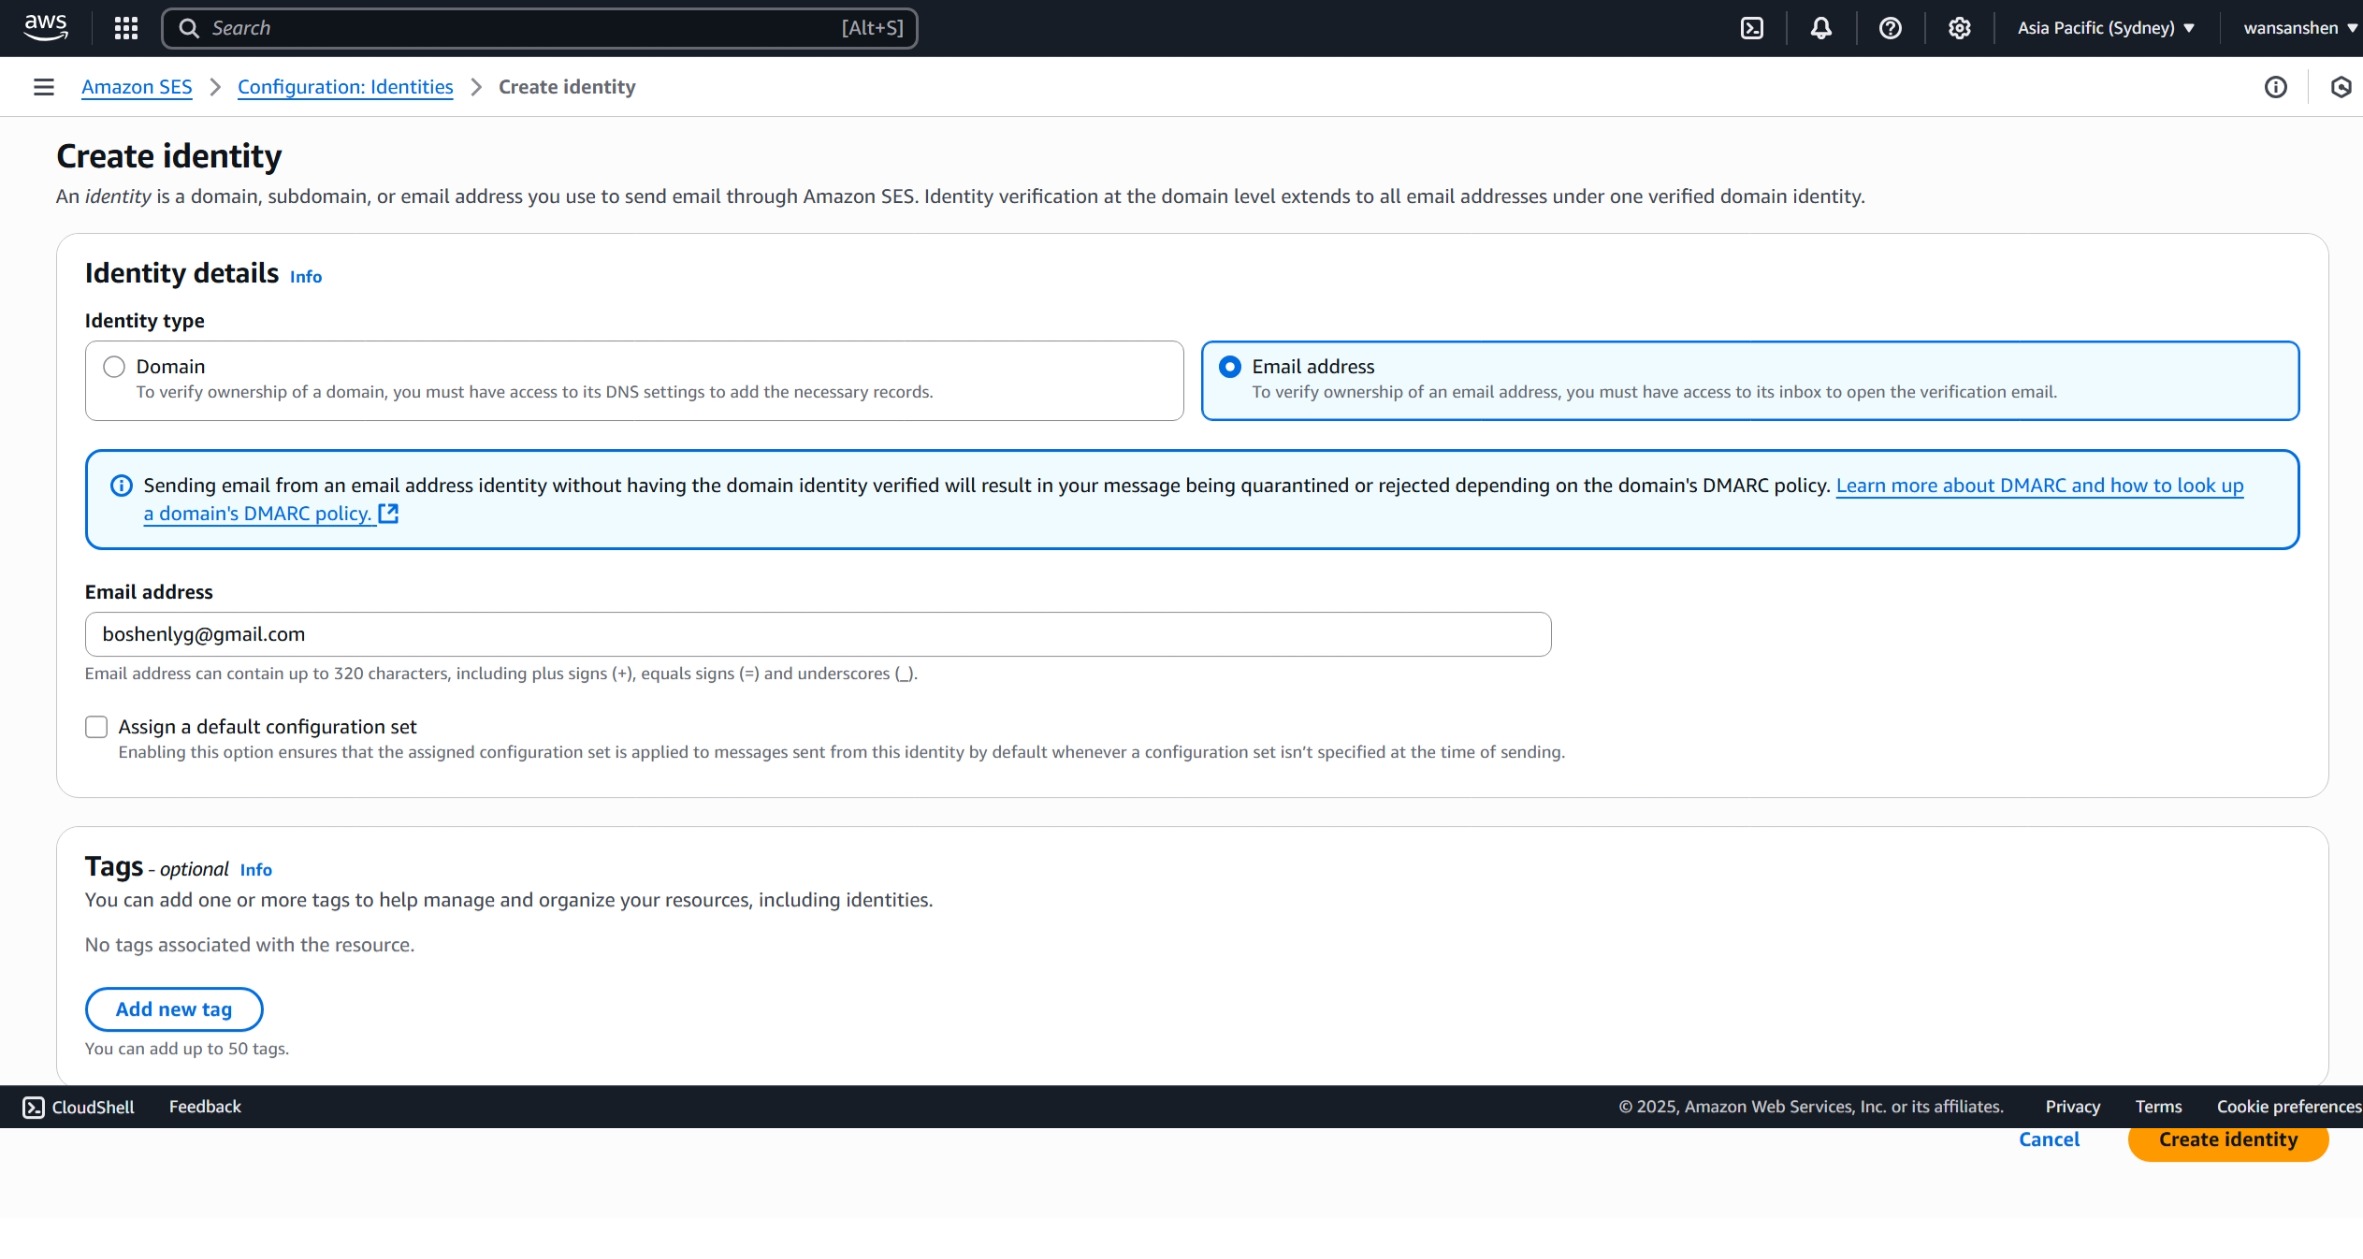 aws
Search [Alt+S]
Asia Pacific (Sydney) ▼
wansanshen ▼
Amazon SES > Configuration: Identities > Create identity
Create identity
An identity is a domain, subdomain, or email address you use to send email through Amazon SES. Identity verification at the domain level extends to all email addresses under one verified domain identity.
Identity details Info
Identity type
Domain
To verify ownership of a domain, you must have access to its DNS settings to add the necessary records.
Email address
To verify ownership of an email address, you must have access to its inbox to open the verification email.
Sending email from an email address identity without having the domain identity verified will result in your message being quarantined or rejected depending on the domain's DMARC policy. Learn more about DMARC and how to look up
a domain's DMARC policy.
Email address
boshenlyg@gmail.com
Email address can contain up to 320 characters, including plus signs (+), equals signs (=) and underscores (_).
Assign a default configuration set
Enabling this option ensures that the assigned configuration set is applied to messages sent from this identity by default whenever a configuration set isn’t specified at the time of sending.
Tags - optional Info
You can add one or more tags to help manage and organize your resources, including identities.
No tags associated with the resource.
Add new tag
You can add up to 50 tags.
CloudShell Feedback © 2025, Amazon Web Services, Inc. or its affiliates. Privacy Terms Cookie preferences
Cancel Create identity